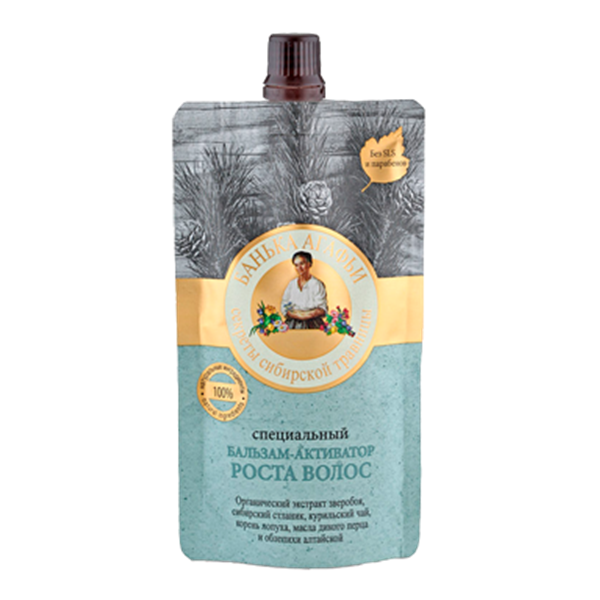 Без SLS
и парабенов
БАНЬКА АГАФЬИ
секреты сибирской травницы
100%
специальный
БАЛЬЗАМ-АКТИВАТОР
РОСТА ВОЛОС
Органический экстракт зверобоя,
сибирский стланик, курильский чай,
корень лопуха, масла дикого перца
и облепихи алтайской